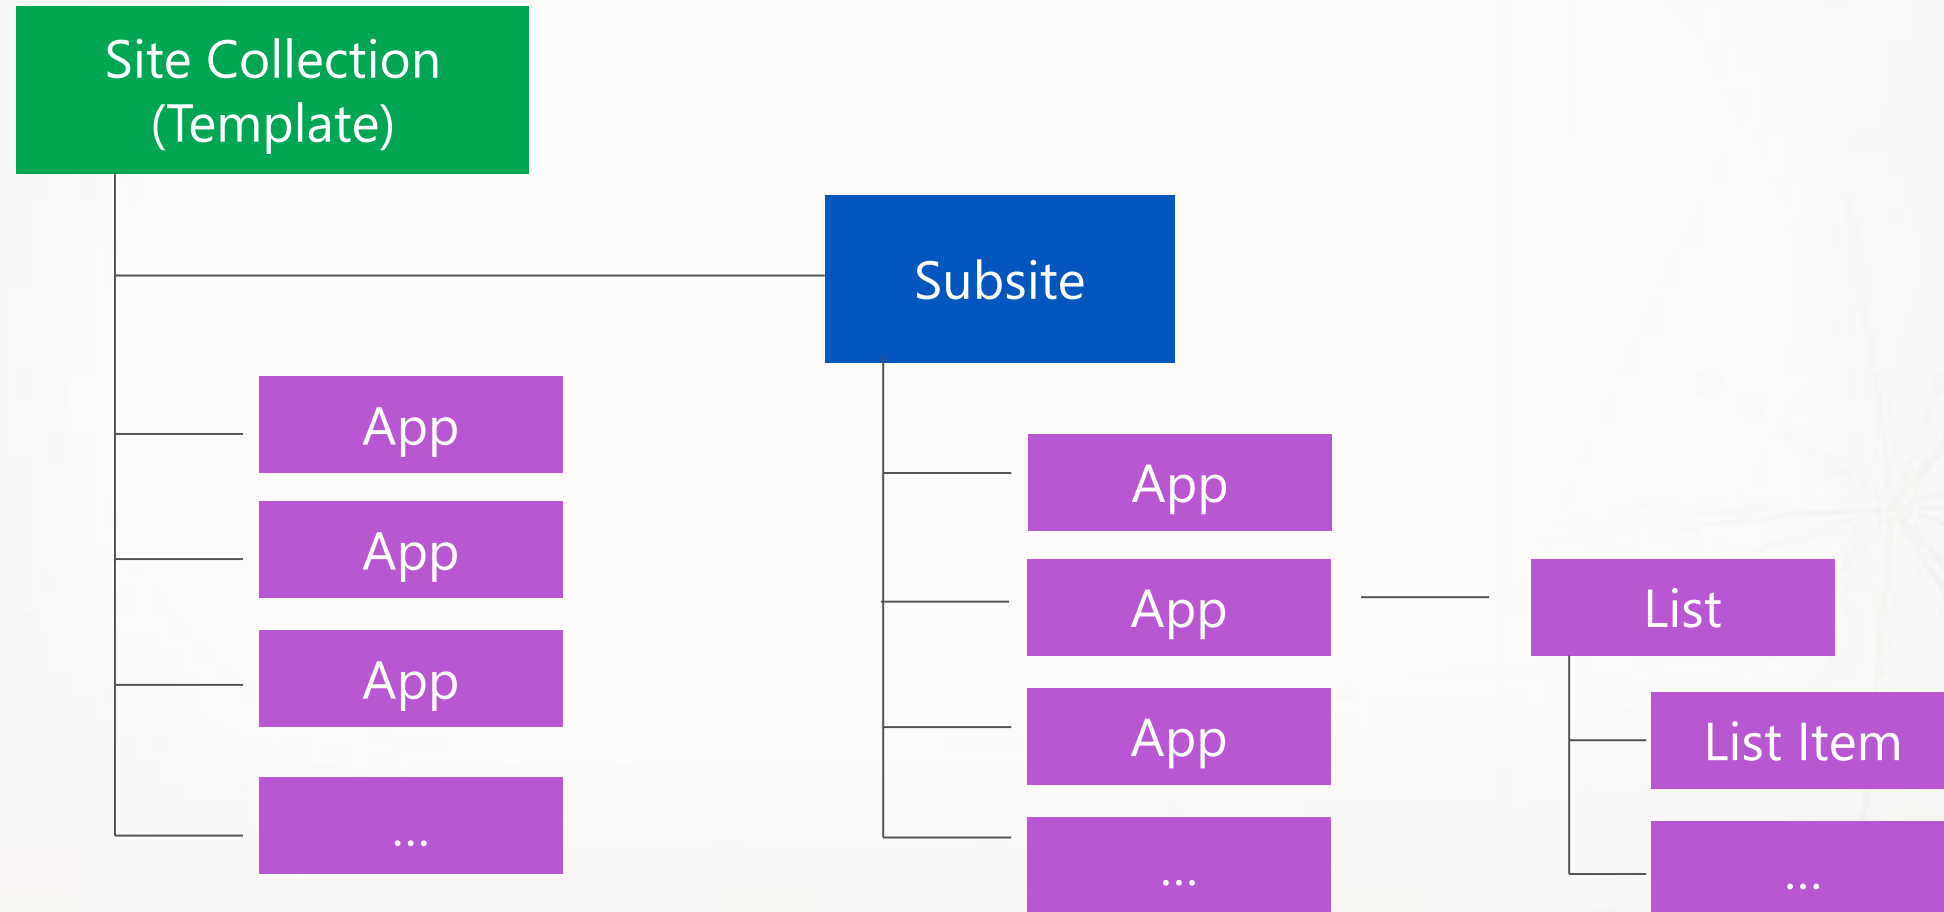 Site Collection
(Template)
Subsite
App
App
App
...
App
App
App
...
List
List Item
...